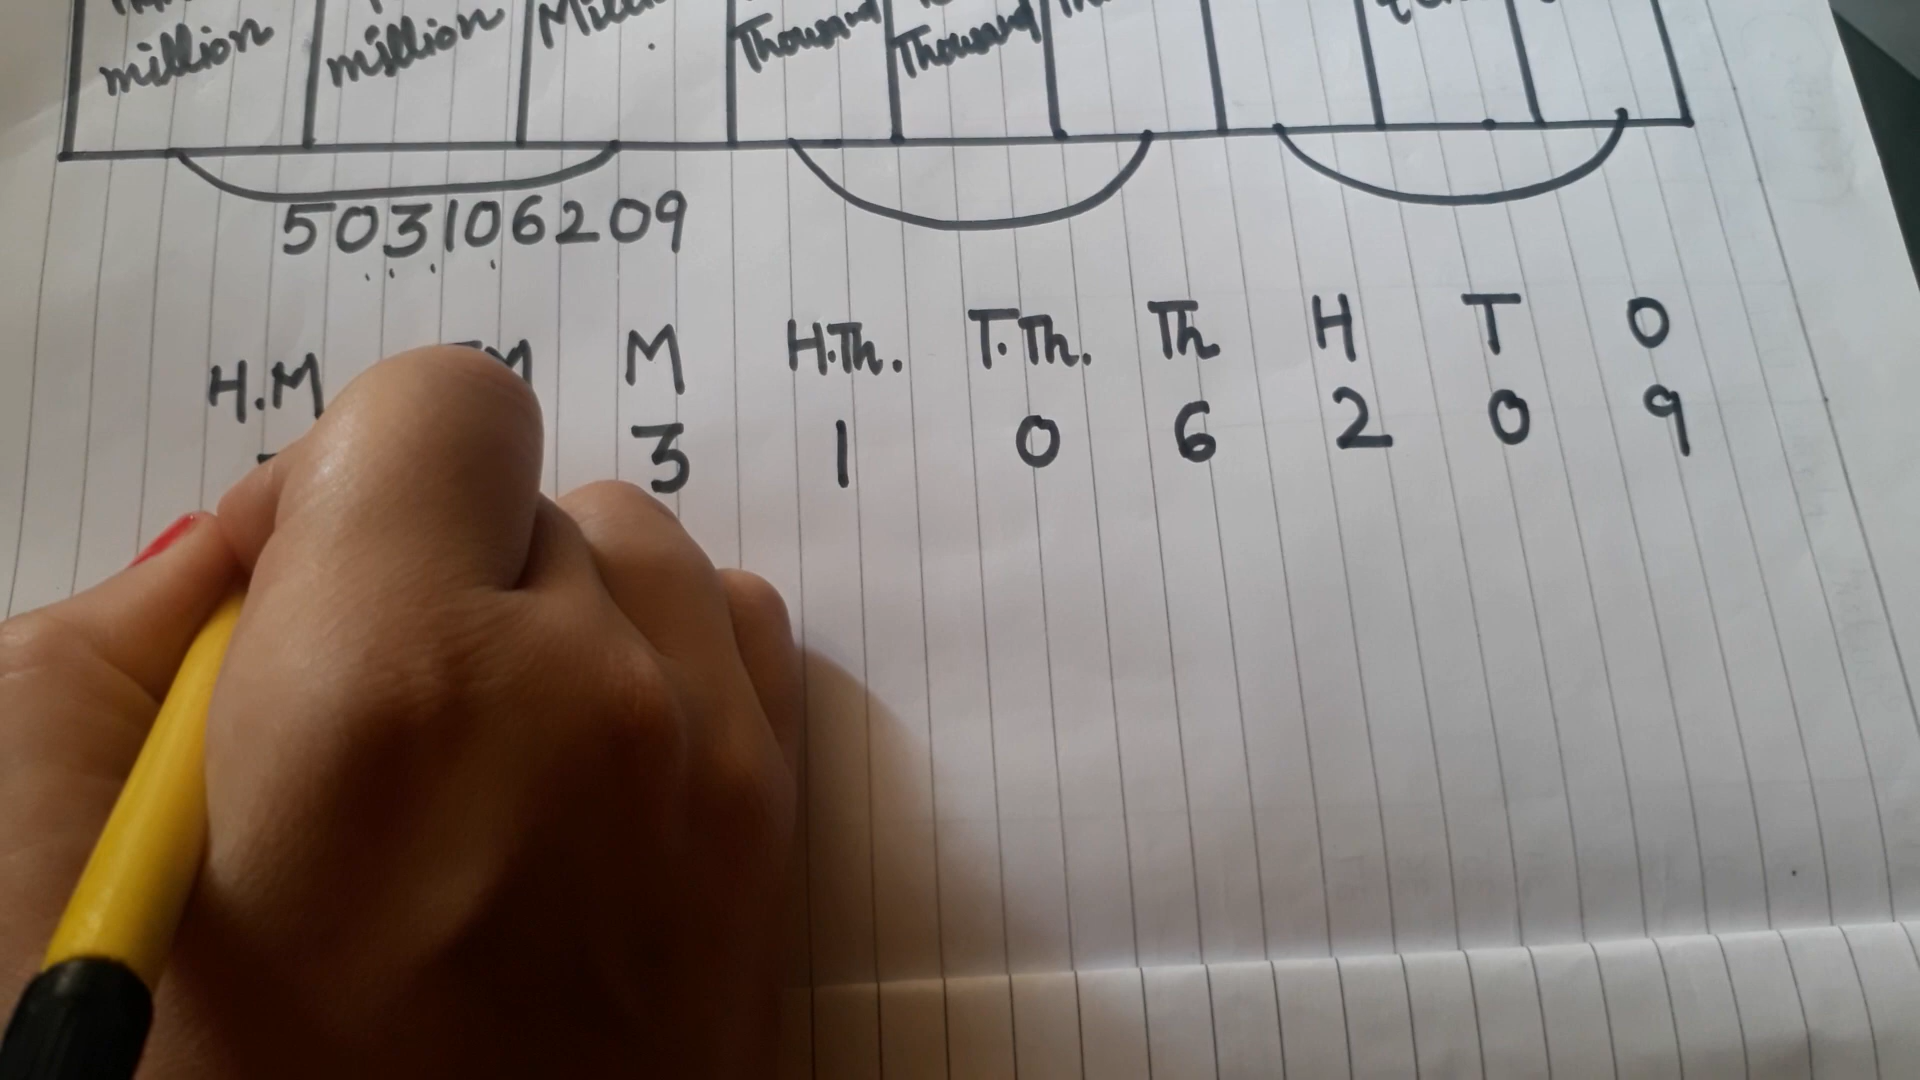 million million Thousand Thousand
503106209
H.M M H.Th. T.Th. Th H T O
3 1 0 6 2 0 9